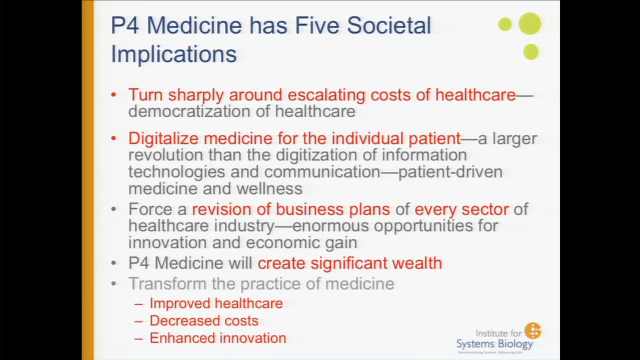 P4 Medicine has Five Societal
Implications
• Turn sharply around escalating costs of healthcare—
democratization of healthcare
• Digitalize medicine for the individual patient—a larger
revolution than the digitization of information
technologies and communication—patient-driven
medicine and wellness
• Force a revision of business plans of every sector of
healthcare industry—enormous opportunities for
innovation and economic gain
• P4 Medicine will create significant wealth
• Transform the practice of medicine
– Improved healthcare
– Decreased costs
– Enhanced innovation
Institute for
Systems Biology